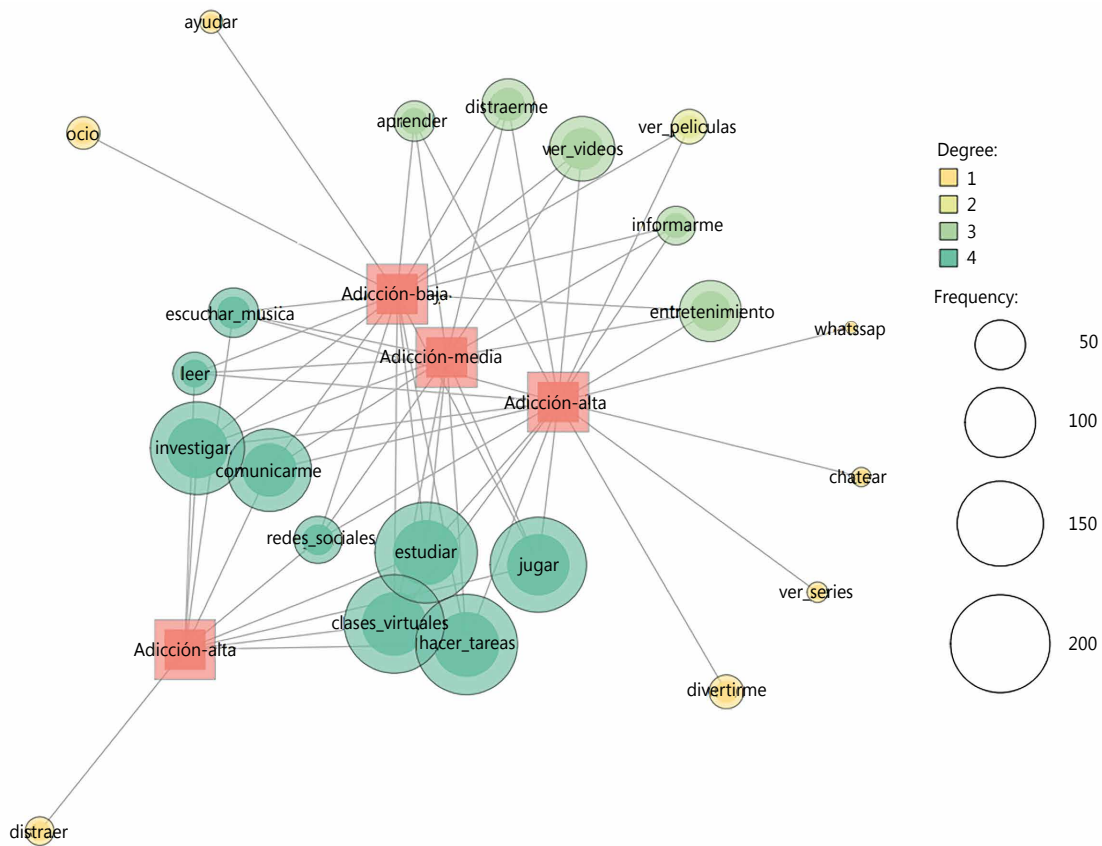 ayudar
ocio
aprender
distraerme
ver_videos
ver_peliculas
informarme
Adicción-baja
escuchar_musica
entretenimiento
whatssap
Adicción-media
leer
Adicción-alta
investigar
comunicarme
chatear
redes_sociales
estudiar
jugar
ver_series
clases_virtuales
hacer_tareas
Adicción-alta
divertirme
distraer
Degree:
1
2
3
4
Frequency:
50
100
150
200